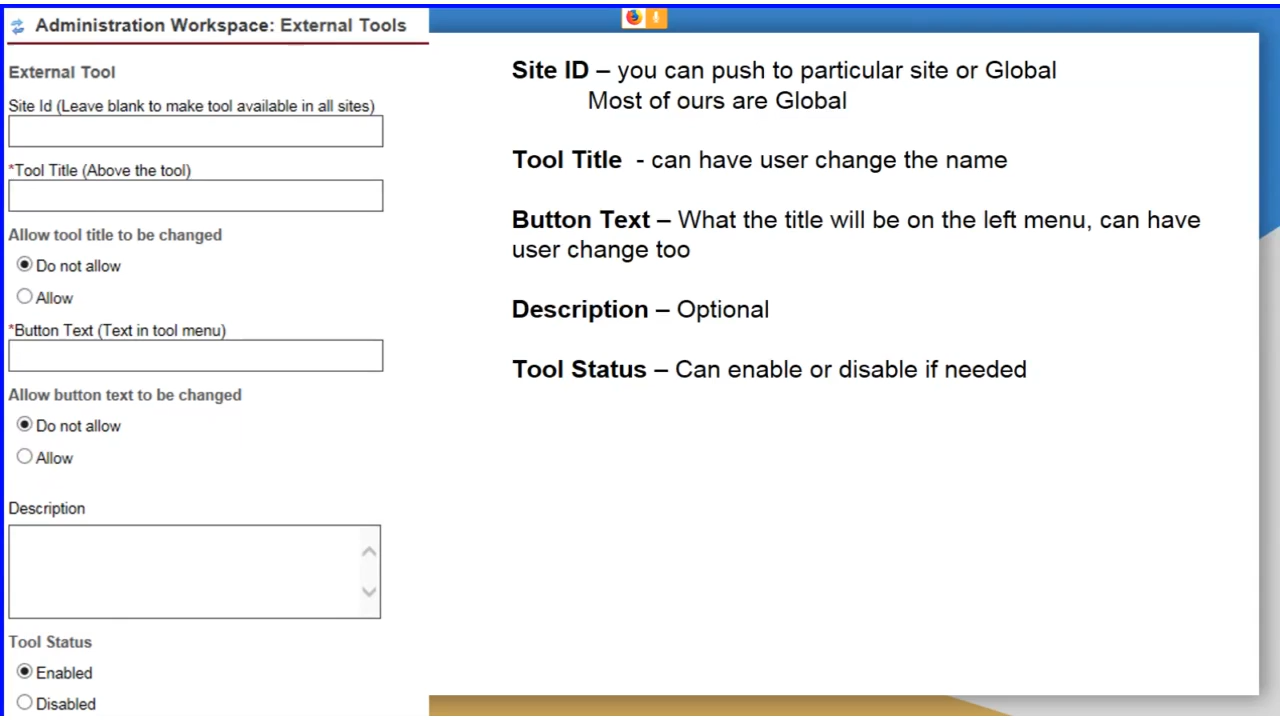 Administration Workspace: External Tools
External Tool
Site Id (Leave blank to make tool available in all sites)
*Tool Title (Above the tool)
Allow tool title to be changed
Do not allow
Allow
*Button Text (Text in tool menu)
Allow button text to be changed
Do not allow
Allow
Description
Tool Status
Enabled
Disabled
Site ID – you can push to particular site or Global
Most of ours are Global
Tool Title - can have user change the name
Button Text – What the title will be on the left menu, can have
user change too
Description – Optional
Tool Status – Can enable or disable if needed